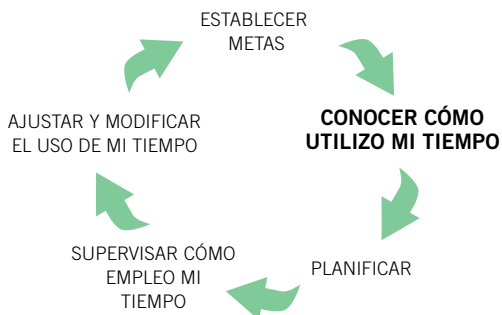 ESTABLECER
METAS
CONOCER CÓMO
UTILIZO MI TIEMPO
PLANIFICAR
SUPERVISAR CÓMO
EMPLEO MI
TIEMPO
AJUSTAR Y MODIFICAR
EL USO DE MI TIEMPO